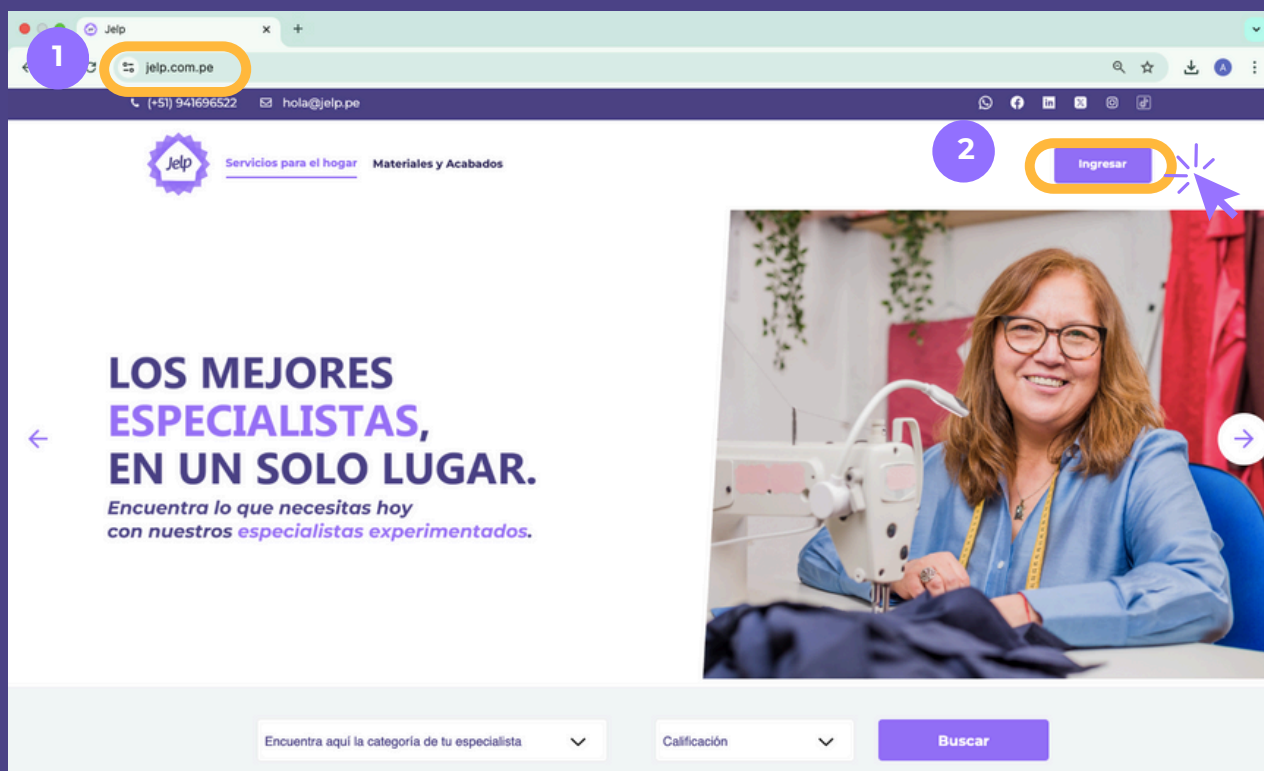 Jelp
1
jelp.com.pe
A
(+51) 941696522 hola@jelp.pe
Jelp
Servicios para el hogar Materiales y Acabados
2
Ingresar
LOS MEJORES
ESPECIALISTAS,
EN UN SOLO LUGAR.
Encuentra lo que necesitas hoy
con nuestros especialistas experimentados.
Encuentra aquí la categoría de tu especialista
Calificación
Buscar